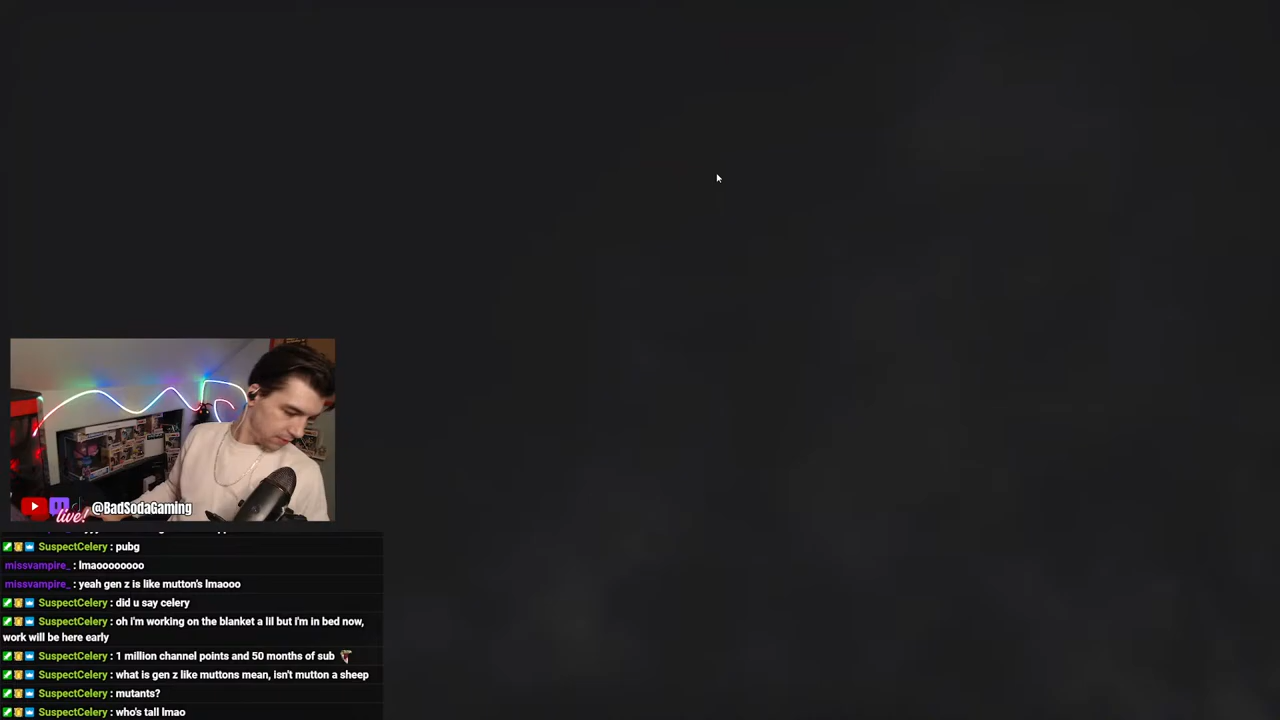 live!
@BadSodaGaming
SuspectCelery : pubg
missvampire_ : lmaoooooooo
missvampire_ : yeah gen z is like mutton's lmaooo
SuspectCelery : did u say celery
SuspectCelery : oh i'm working on the blanket a lil but i'm in bed now,
work will be here early
SuspectCelery : 1 million channel points and 50 months of sub
SuspectCelery : what is gen z like muttons mean, isn't mutton a sheep
SuspectCelery : mutants?
SuspectCelery : who's tall lmao